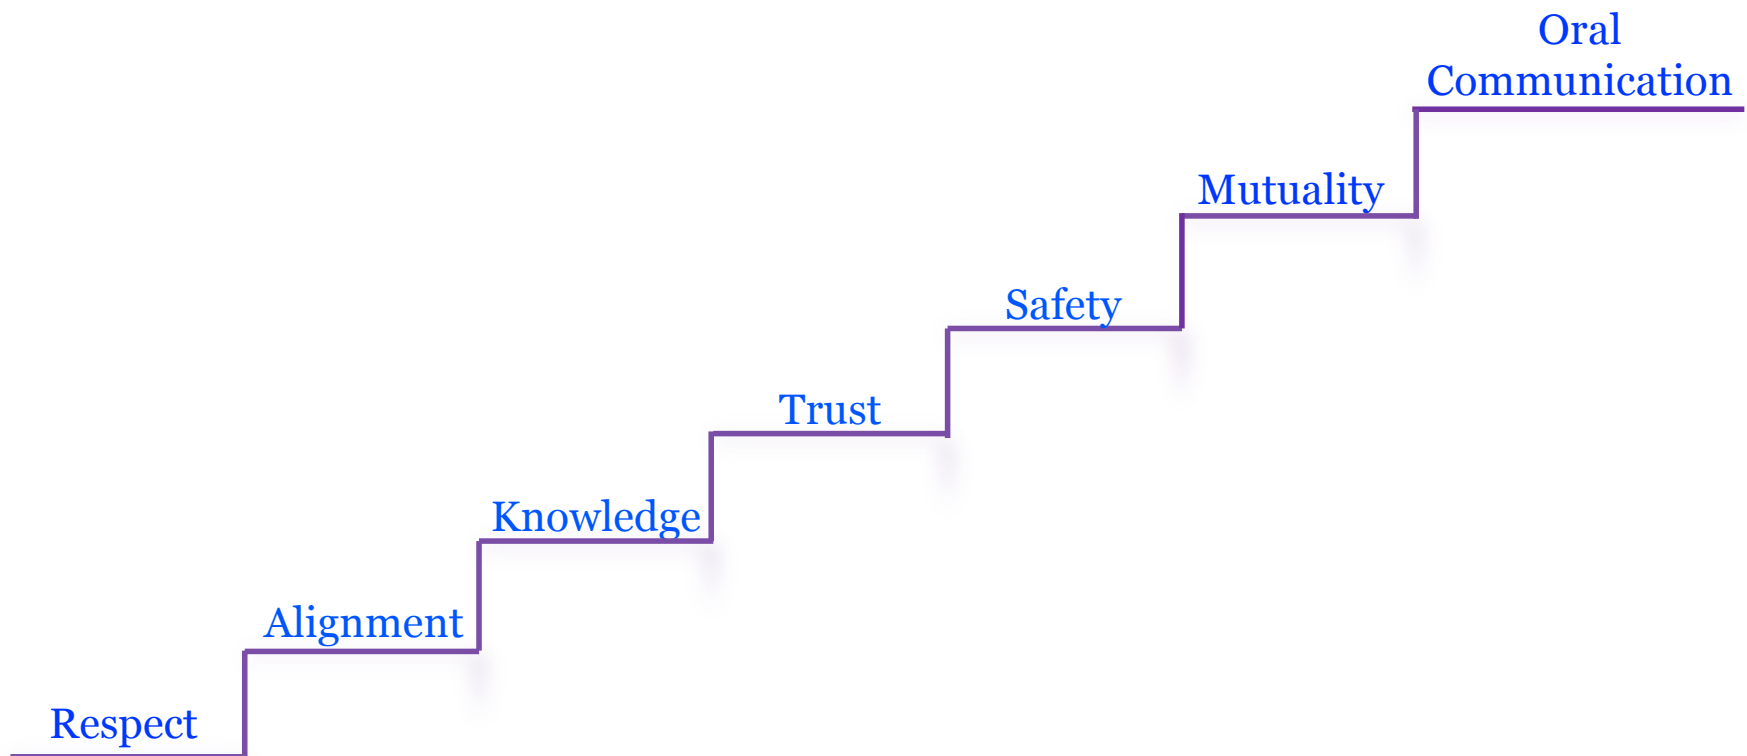 Oral
Communication
Mutuality
Safety
Trust
Knowledge
Alignment
Respect